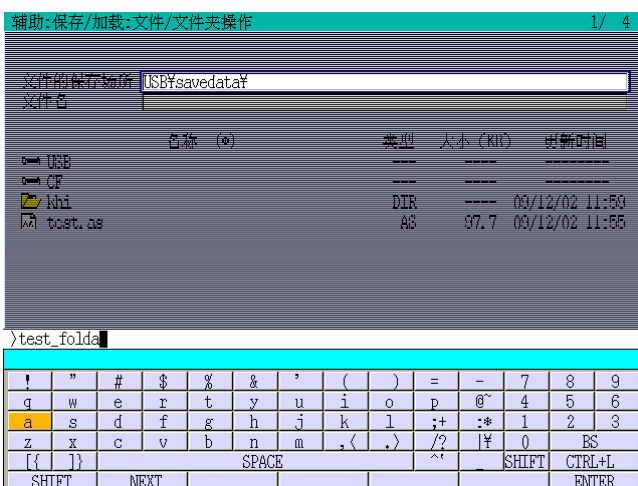 辅助:保存/加载:文件/文件夹操作 1/ 4
文件的保存场所 USB¥savedata¥
文件名
名称 (*) 类型 大小 (KB) 更新时间
USB --- ---- --------
CF --- ---- --------
khi DIR ---- 09/12/02 11:59
test.as AS 97.7 09/12/02 11:55
>test_folda
! " # $ % & ' ( ) = - 7 8 9
q w e r t y u i o p @~ 4 5 6
a s d f g h j k l ;+ :* 1 2 3
z x c v b n m ,< .> /? |¥ 0 BS
[{ ]} SPACE ^` _ SHIFT CTRL+L
SHIFT NEXT ENTER